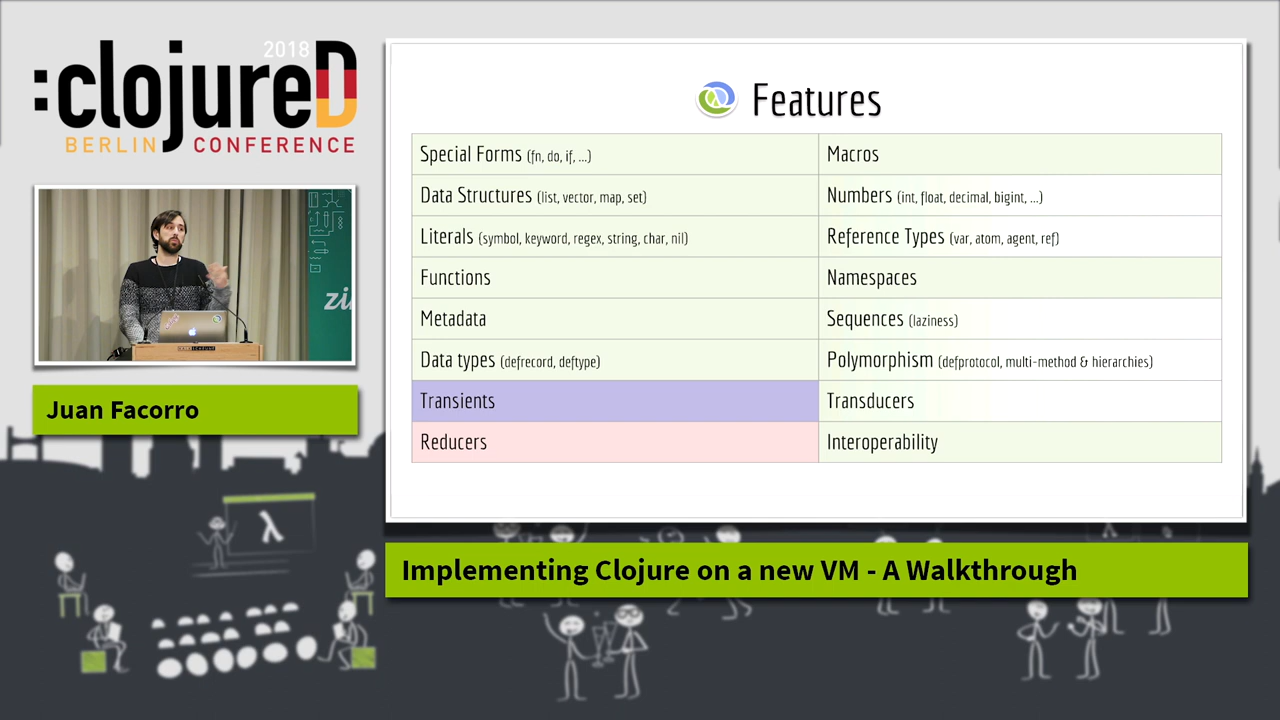 2018
:clojureD
BERLIN CONFERENCE
Juan Facorro
Features
Special Forms (fn, do, if, ...)
Macros
Data Structures (list, vector, map, set)
Numbers (int, float, decimal, bigint, ...)
Literals (symbol, keyword, regex, string, char, nil)
Reference Types (var, atom, agent, ref)
Functions
Namespaces
Metadata
Sequences (laziness)
Data types (defrecord, deftype)
Polymorphism (defprotocol, multi-method & hierarchies)
Transients
Transducers
Reducers
Interoperability
Implementing Clojure on a new VM - A Walkthrough
λ